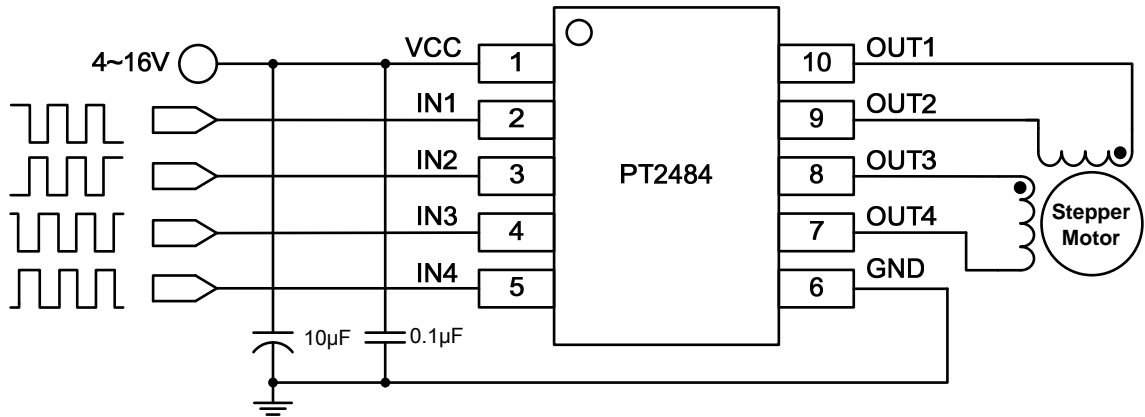 4~16V
VCC
1
10
OUT1
IN1
2
9
OUT2
IN2
3
PT2484
8
OUT3
IN3
4
7
OUT4
Stepper
Motor
IN4
5
6
GND
10µF
0.1µF